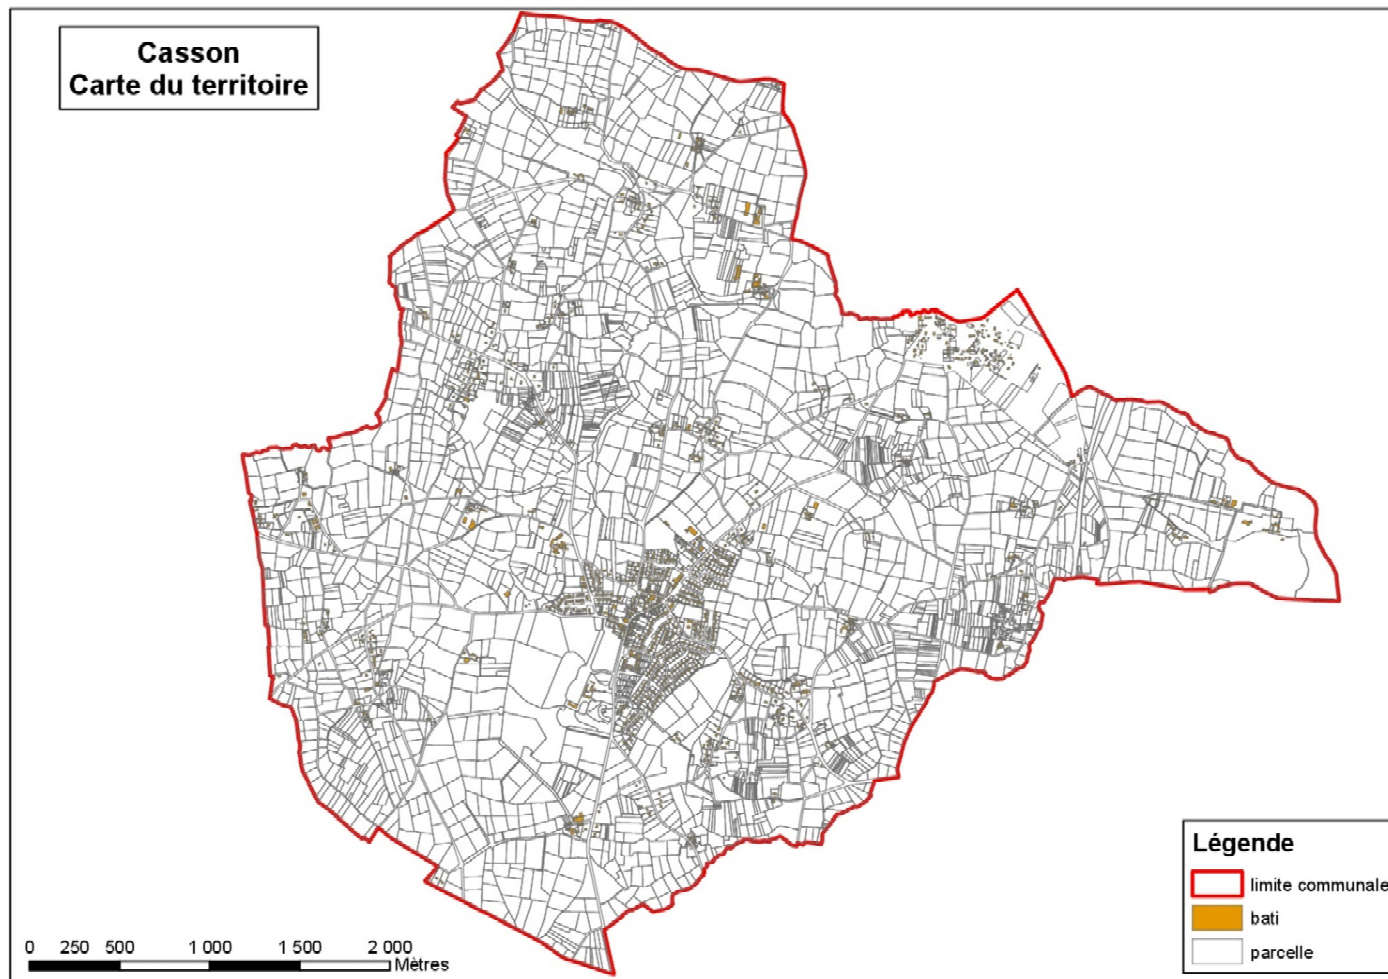 Casson
Carte du territoire
Légende
limite communale
bati
parcelle
0 250 500 1 000 1 500 2 000
Mètres